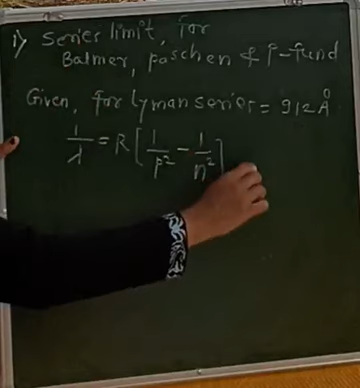 1) Series limit, for
Balmer, paschen & P-fund
Given, for lyman series = 912 Å
1/λ = R[1/P² - 1/n²]